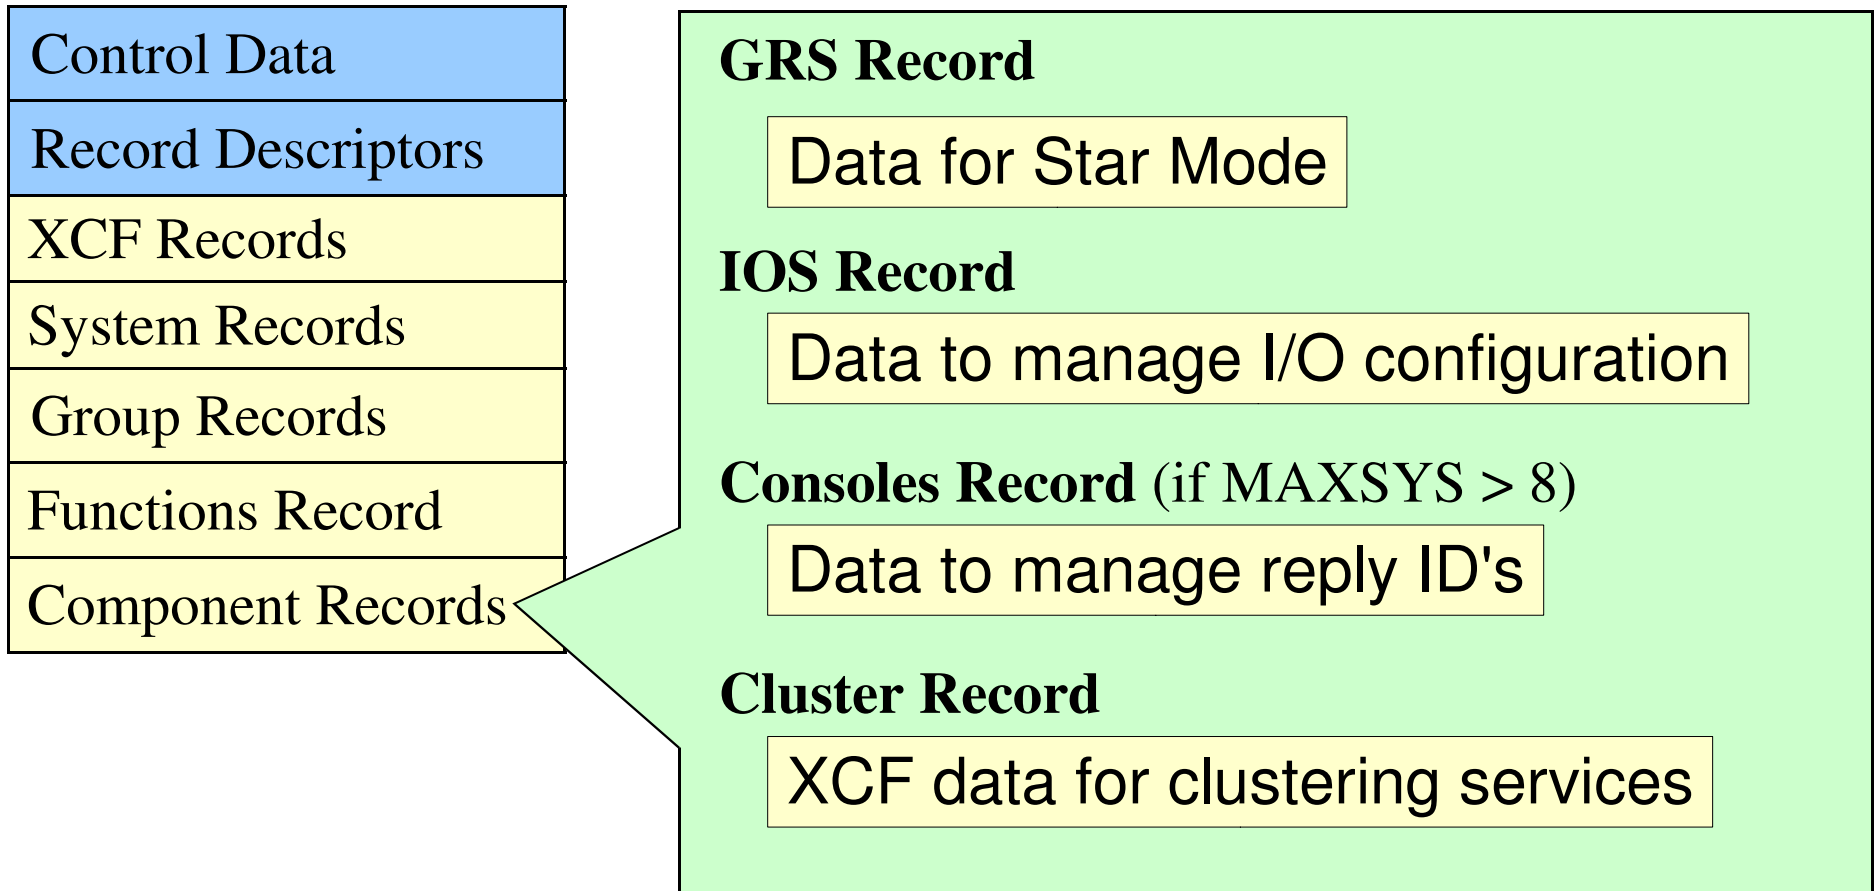 Control Data
Record Descriptors
XCF Records
System Records
Group Records
Functions Record
Component Records
GRS Record
Data for Star Mode
IOS Record
Data to manage I/O configuration
Consoles Record (if MAXSYS > 8)
Data to manage reply ID's
Cluster Record
XCF data for clustering services